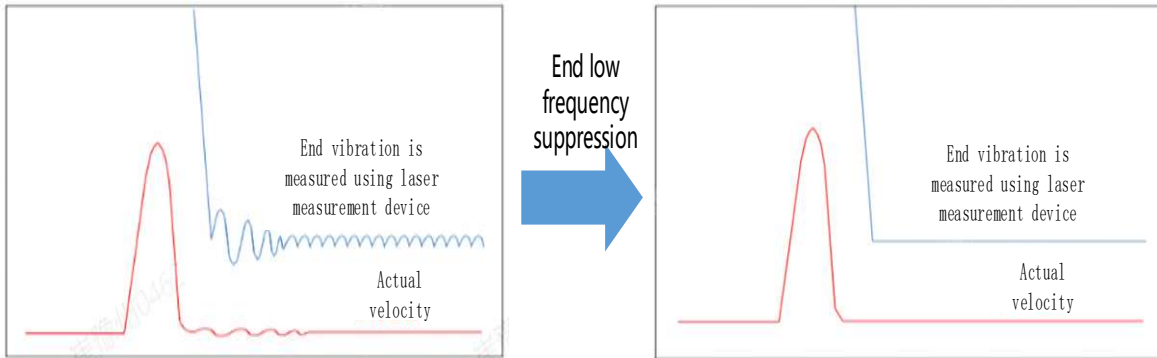 End vibration is
measured using laser
measurement device
Actual
velocity
End low
frequency
suppression
End vibration is
measured using laser
measurement device
Actual
velocity